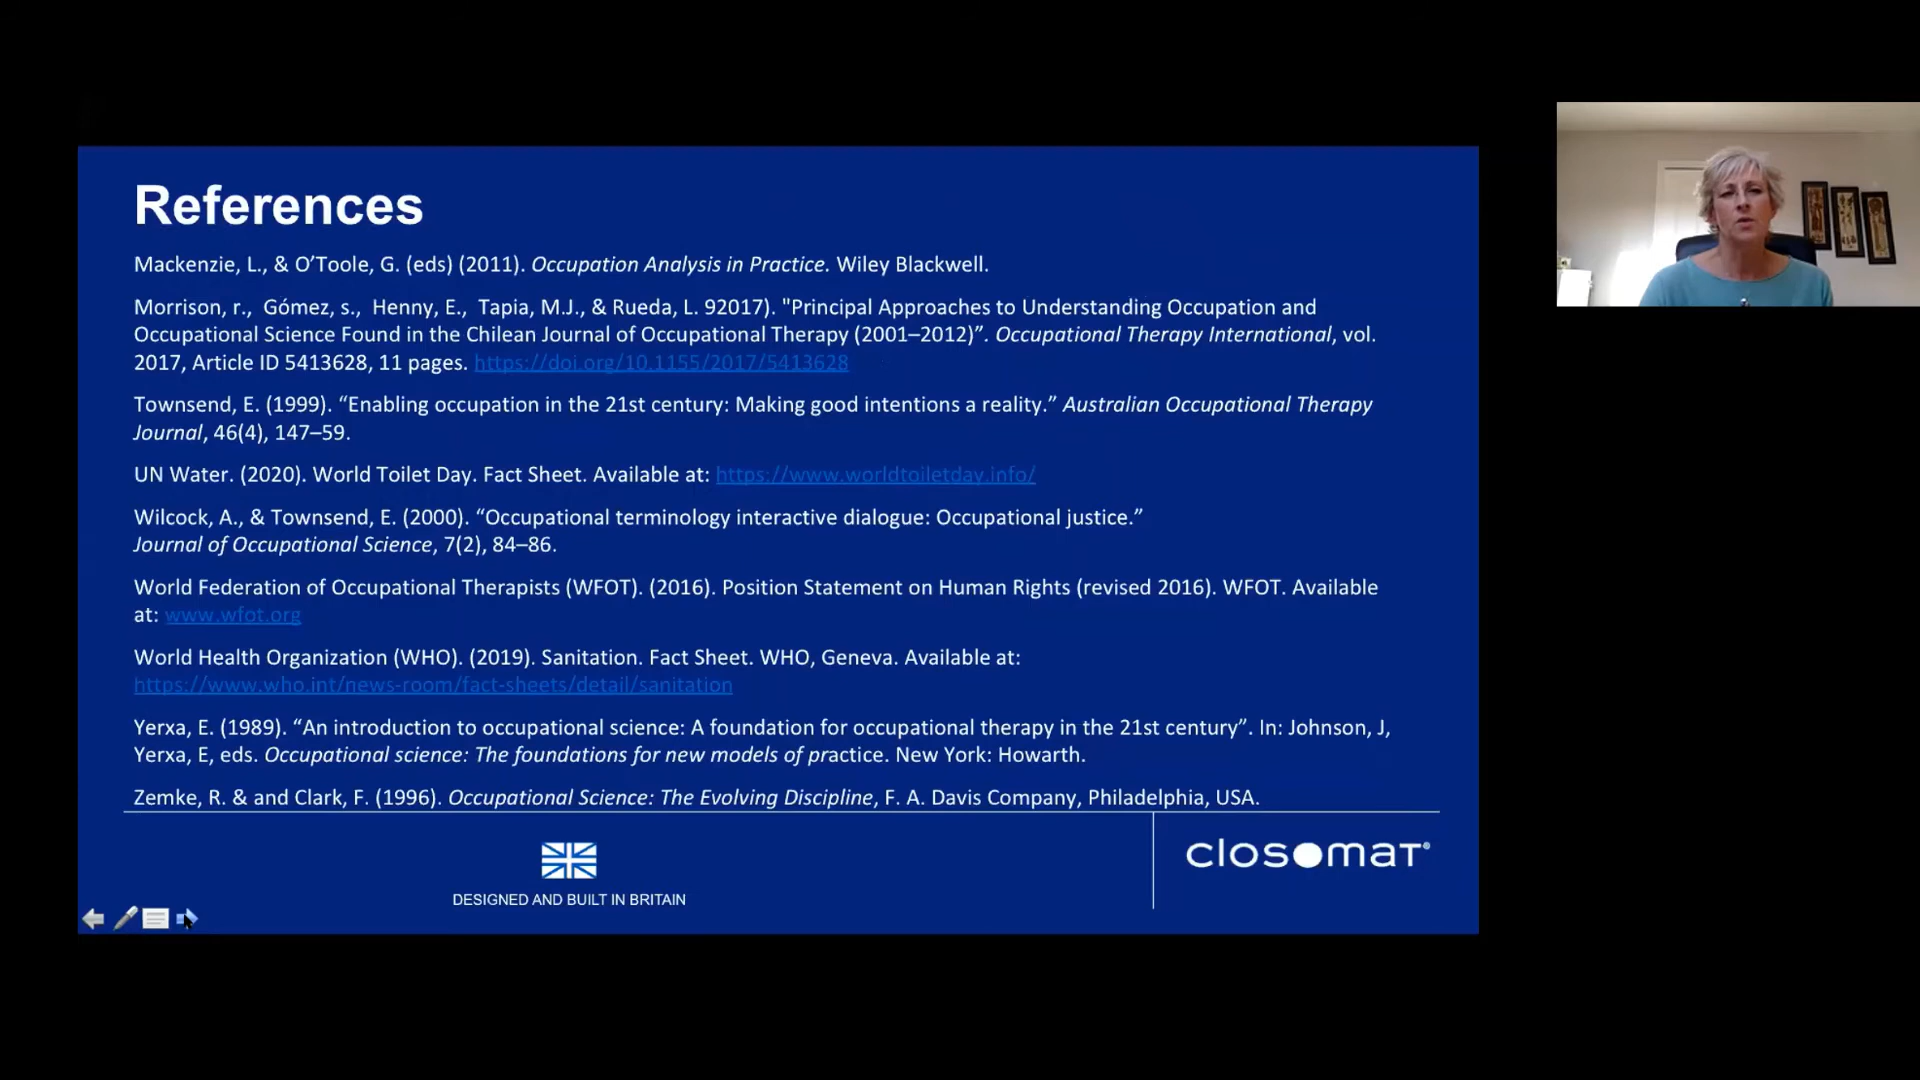 References
Mackenzie, L., & O’Toole, G. (eds) (2011). Occupation Analysis in Practice. Wiley Blackwell.
Morrison, r.,  Gómez, s.,  Henny, E.,  Tapia, M.J., & Rueda, L. 92017). "Principal Approaches to Understanding Occupation and
Occupational Science Found in the Chilean Journal of Occupational Therapy (2001–2012)”. Occupational Therapy International, vol.
2017, Article ID 5413628, 11 pages. https://doi.org/10.1155/2017/5413628
Townsend, E. (1999). “Enabling occupation in the 21st century: Making good intentions a reality.” Australian Occupational Therapy
Journal, 46(4), 147–59.
UN Water. (2020). World Toilet Day. Fact Sheet. Available at: https://www.worldtoiletday.info/
Wilcock, A., & Townsend, E. (2000). “Occupational terminology interactive dialogue: Occupational justice.”
Journal of Occupational Science, 7(2), 84–86.
World Federation of Occupational Therapists (WFOT). (2016). Position Statement on Human Rights (revised 2016). WFOT. Available
at: www.wfot.org
World Health Organization (WHO). (2019). Sanitation. Fact Sheet. WHO, Geneva. Available at:
https://www.who.int/news-room/fact-sheets/detail/sanitation
Yerxa, E. (1989). “An introduction to occupational science: A foundation for occupational therapy in the 21st century”. In: Johnson, J,
Yerxa, E, eds. Occupational science: The foundations for new models of practice. New York: Howarth.
Zemke, R. & and Clark, F. (1996). Occupational Science: The Evolving Discipline, F. A. Davis Company, Philadelphia, USA.
closomat®
DESIGNED AND BUILT IN BRITAIN